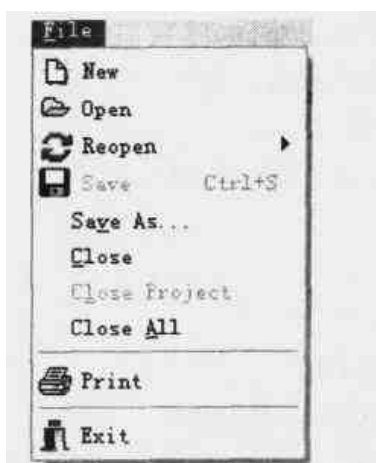 File
New
Open
Reopen
Save Ctrl+S
Save As...
Close
Close Project
Close All
Print
Exit